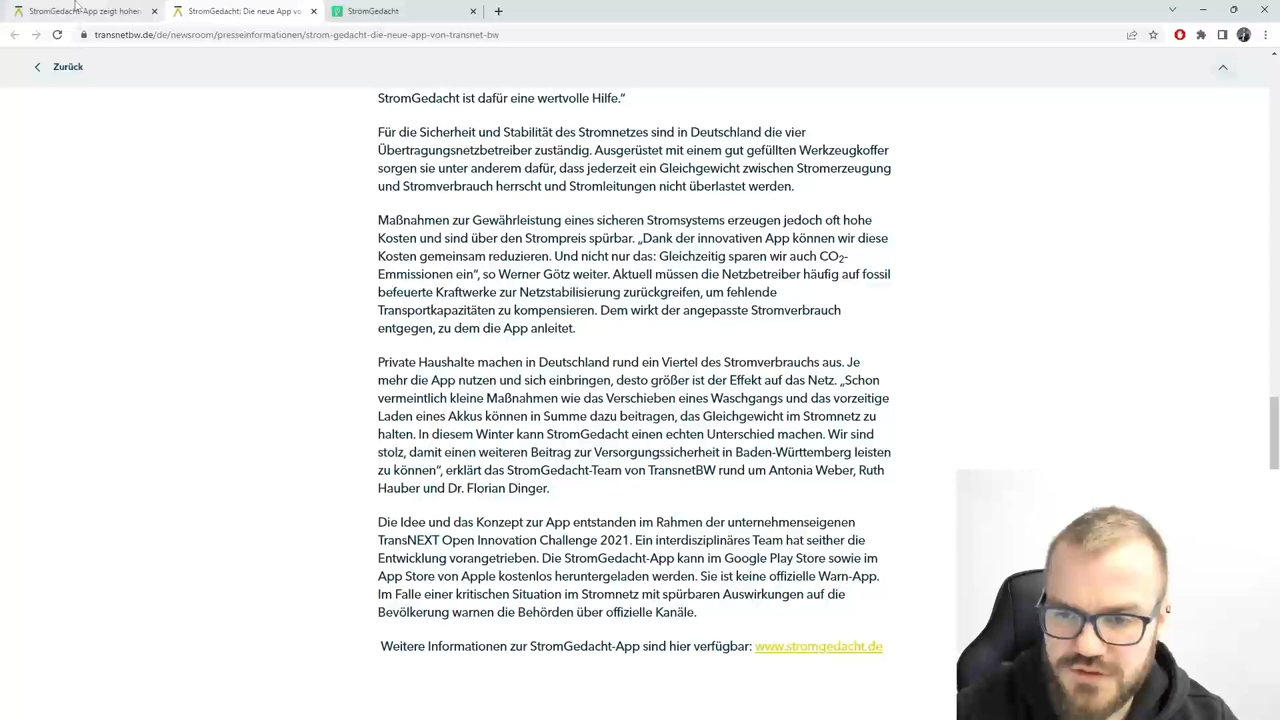 StromGedacht-App zeigt hohen
StromGedacht: Die neue App vo
StromGedacht
transnetbw.de/de/newsroom/presseinformationen/strom-gedacht-die-neue-app-von-transnet-bw
Zurück
StromGedacht ist dafür eine wertvolle Hilfe.“
Für die Sicherheit und Stabilität des Stromnetzes sind in Deutschland die vier
Übertragungsnetzbetreiber zuständig. Ausgerüstet mit einem gut gefüllten Werkzeugkoffer
sorgen sie unter anderem dafür, dass jederzeit ein Gleichgewicht zwischen Stromerzeugung
und Stromverbrauch herrscht und Stromleitungen nicht überlastet werden.
Maßnahmen zur Gewährleistung eines sicheren Stromsystems erzeugen jedoch oft hohe
Kosten und sind über den Strompreis spürbar. „Dank der innovativen App können wir diese
Kosten gemeinsam reduzieren. Und nicht nur das: Gleichzeitig sparen wir auch CO₂-
Emmissionen ein“, so Werner Götz weiter. Aktuell müssen die Netzbetreiber häufig auf fossil
befeuerte Kraftwerke zur Netzstabilisierung zurückgreifen, um fehlende
Transportkapazitäten zu kompensieren. Dem wirkt der angepasste Stromverbrauch
entgegen, zu dem die App anleitet.
Private Haushalte machen in Deutschland rund ein Viertel des Stromverbrauchs aus. Je
mehr die App nutzen und sich einbringen, desto größer ist der Effekt auf das Netz. „Schon
vermeintlich kleine Maßnahmen wie das Verschieben eines Waschgangs und das vorzeitige
Laden eines Akkus können in Summe dazu beitragen, das Gleichgewicht im Stromnetz zu
halten. In diesem Winter kann StromGedacht einen echten Unterschied machen. Wir sind
stolz, damit einen weiteren Beitrag zur Versorgungssicherheit in Baden-Württemberg leisten
zu können“, erklärt das StromGedacht-Team von TransnetBW rund um Antonia Weber, Ruth
Hauber und Dr. Florian Dinger.
Die Idee und das Konzept zur App entstanden im Rahmen der unternehmenseigenen
TransNEXT Open Innovation Challenge 2021. Ein interdisziplinäres Team hat seither die
Entwicklung vorangetrieben. Die StromGedacht-App kann im Google Play Store sowie im
App Store von Apple kostenlos heruntergeladen werden. Sie ist keine offizielle Warn-App.
Im Falle einer kritischen Situation im Stromnetz mit spürbaren Auswirkungen auf die
Bevölkerung warnen die Behörden über offizielle Kanäle.
Weitere Informationen zur StromGedacht-App sind hier verfügbar: www.stromgedacht.de